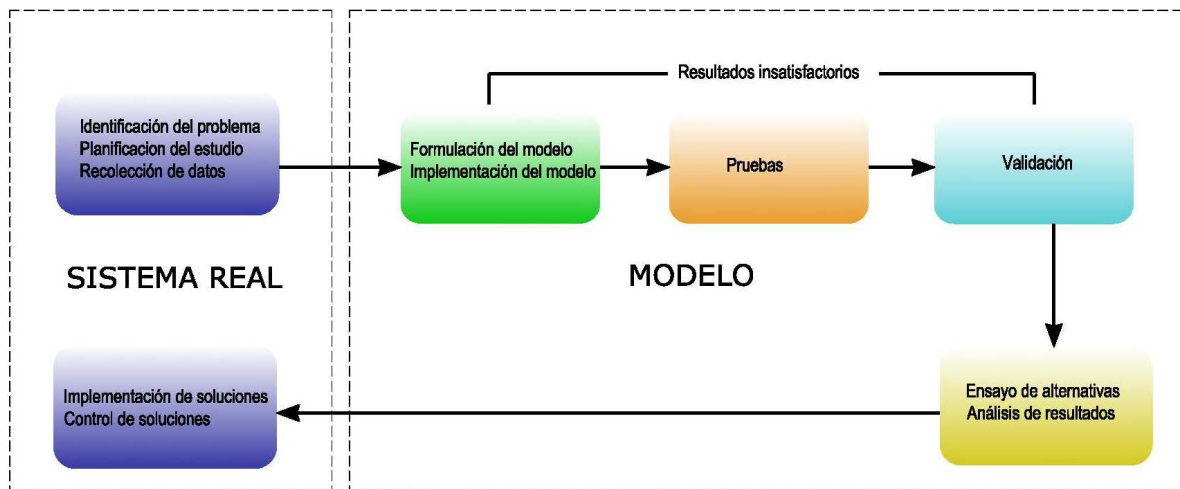 Resultados insatisfactorios
Identificación del problema
Planificacion del estudio
Recolección de datos
Formulación del modelo
Implementación del modelo
Pruebas
Validación
SISTEMA REAL
MODELO
Implementación de soluciones
Control de soluciones
Ensayo de alternativas
Análisis de resultados